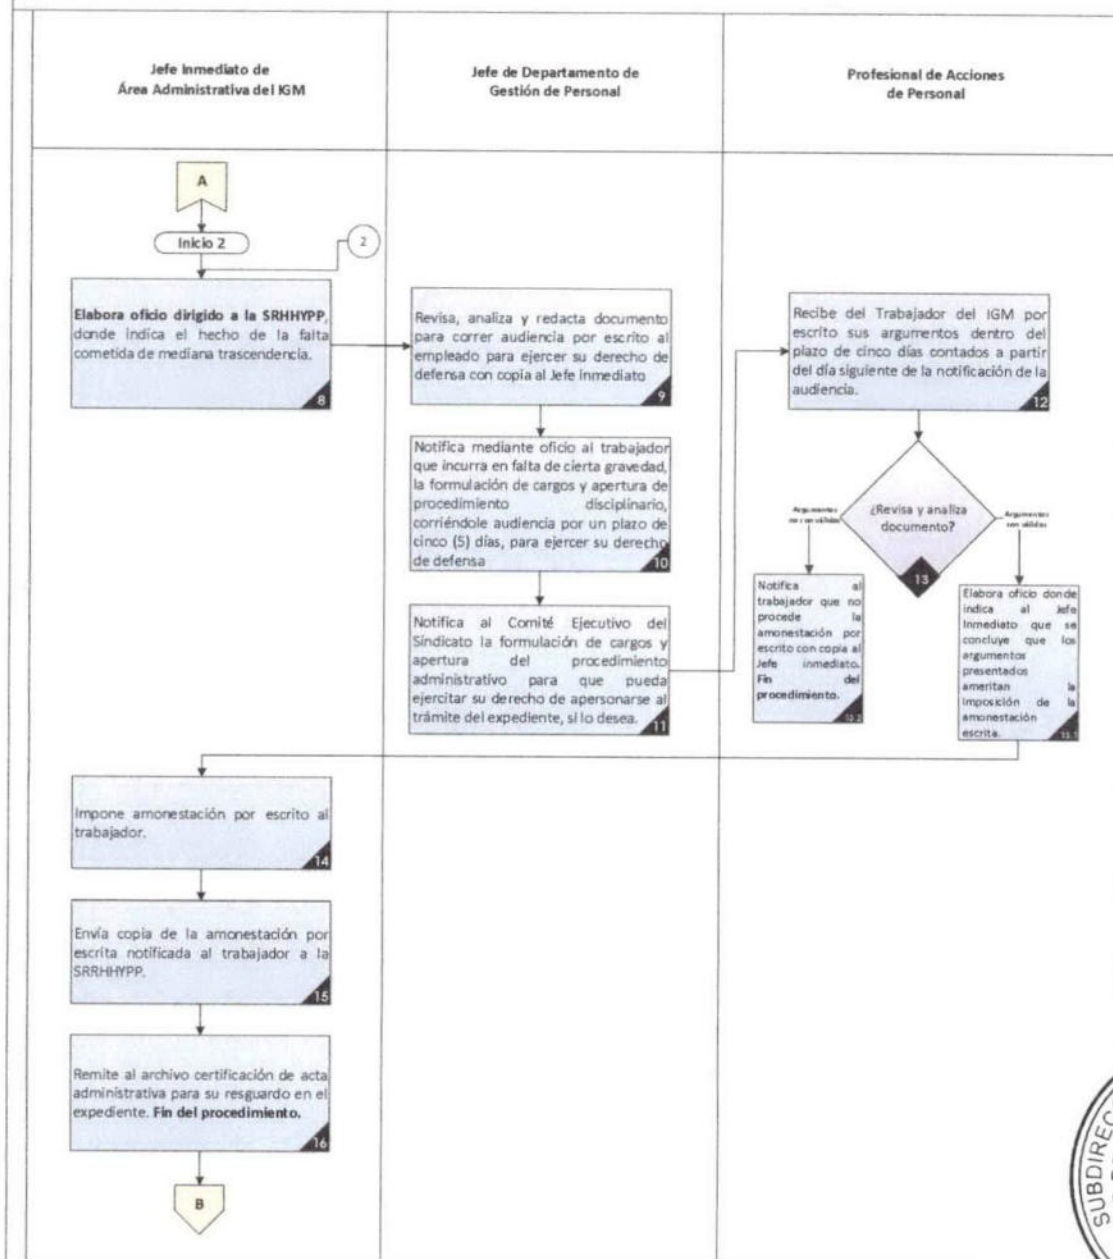 Jefe Inmediato de
Área Administrativa del IGM
Jefe de Departamento de
Gestión de Personal
Profesional de Acciones
de Personal
A
Inicio 2
2
Elabora oficio dirigido a la SRHHYPP,
donde indica el hecho de la falta
cometida de mediana trascendencia.
8
Revisa, analiza y redacta documento
para correr audiencia por escrito al
empleado para ejercer su derecho de
defensa con copia al Jefe inmediato
9
Notifica mediante oficio al trabajador
que incurra en falta de cierta gravedad,
la formulación de cargos y apertura de
procedimiento disciplinario,
corriéndole audiencia por un plazo de
cinco (5) días, para ejercer su derecho
de defensa
10
Notifica al Comité Ejecutivo del
Sindicato la formulación de cargos y
apertura del procedimiento
administrativo para que pueda
ejercitar su derecho de apersonarse al
trámite del expediente, si lo desea.
11
Recibe del Trabajador del IGM por
escrito sus argumentos dentro del
plazo de cinco días contados a partir
del día siguiente de la notificación de la
audiencia.
12
¿Revisa y analiza
documento?
13
Argumentos
no son válidos
Argumentos
son válidos
Notifica al
trabajador que no
procede la
amonestación por
escrito con copia al
Jefe inmediato.
Fin del
procedimiento.
13.2
Elabora oficio donde
indica al Jefe
Inmediato que se
concluye que los
argumentos
presentados
ameritan la
imposición de la
amonestación
escrita.
13.1
Impone amonestación por escrito al
trabajador.
14
Envía copia de la amonestación por
escrita notificada al trabajador a la
SRRHHYPP.
15
Remite al archivo certificación de acta
administrativa para su resguardo en el
expediente. Fin del procedimiento.
16
B
SUBDIREC